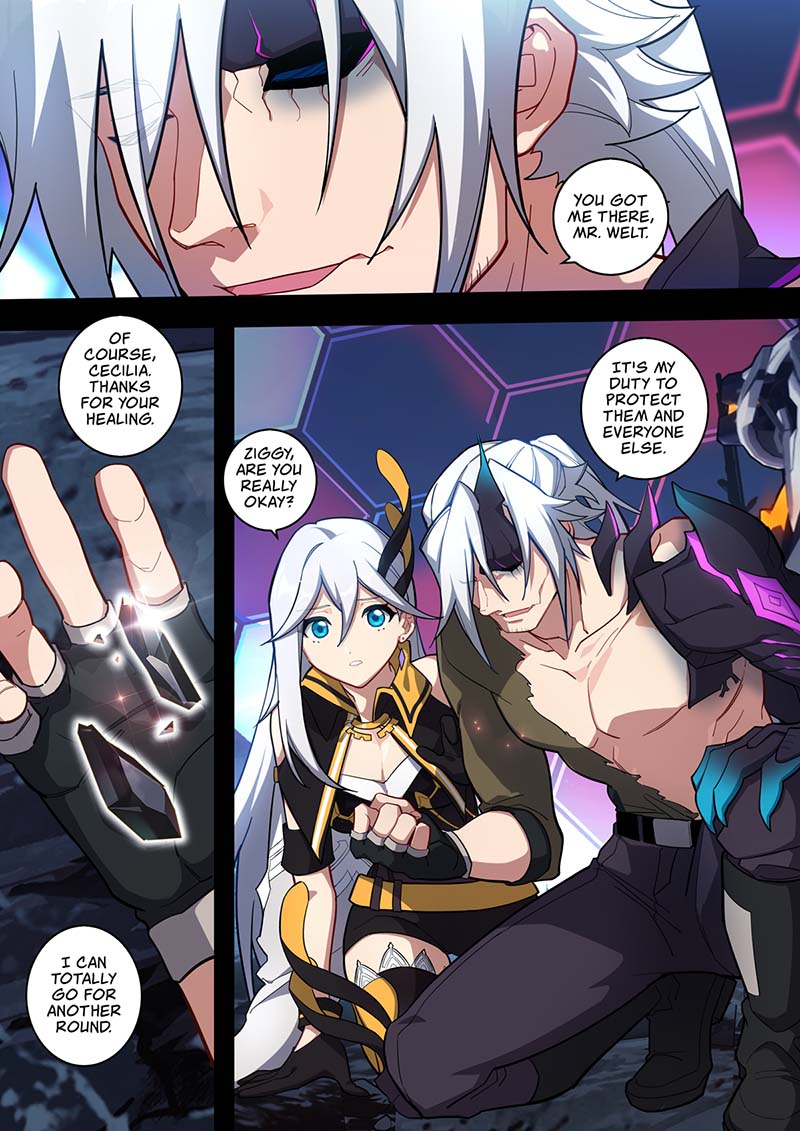 YOU GOT
ME THERE,
MR. WELT.
OF
COURSE,
CECILIA.
THANKS
FOR YOUR
HEALING.
I CAN
TOTALLY
GO FOR
ANOTHER
ROUND.
ZIGGY,
ARE YOU
REALLY
OKAY?
IT'S MY
DUTY TO
PROTECT
THEM AND
EVERYONE
ELSE.